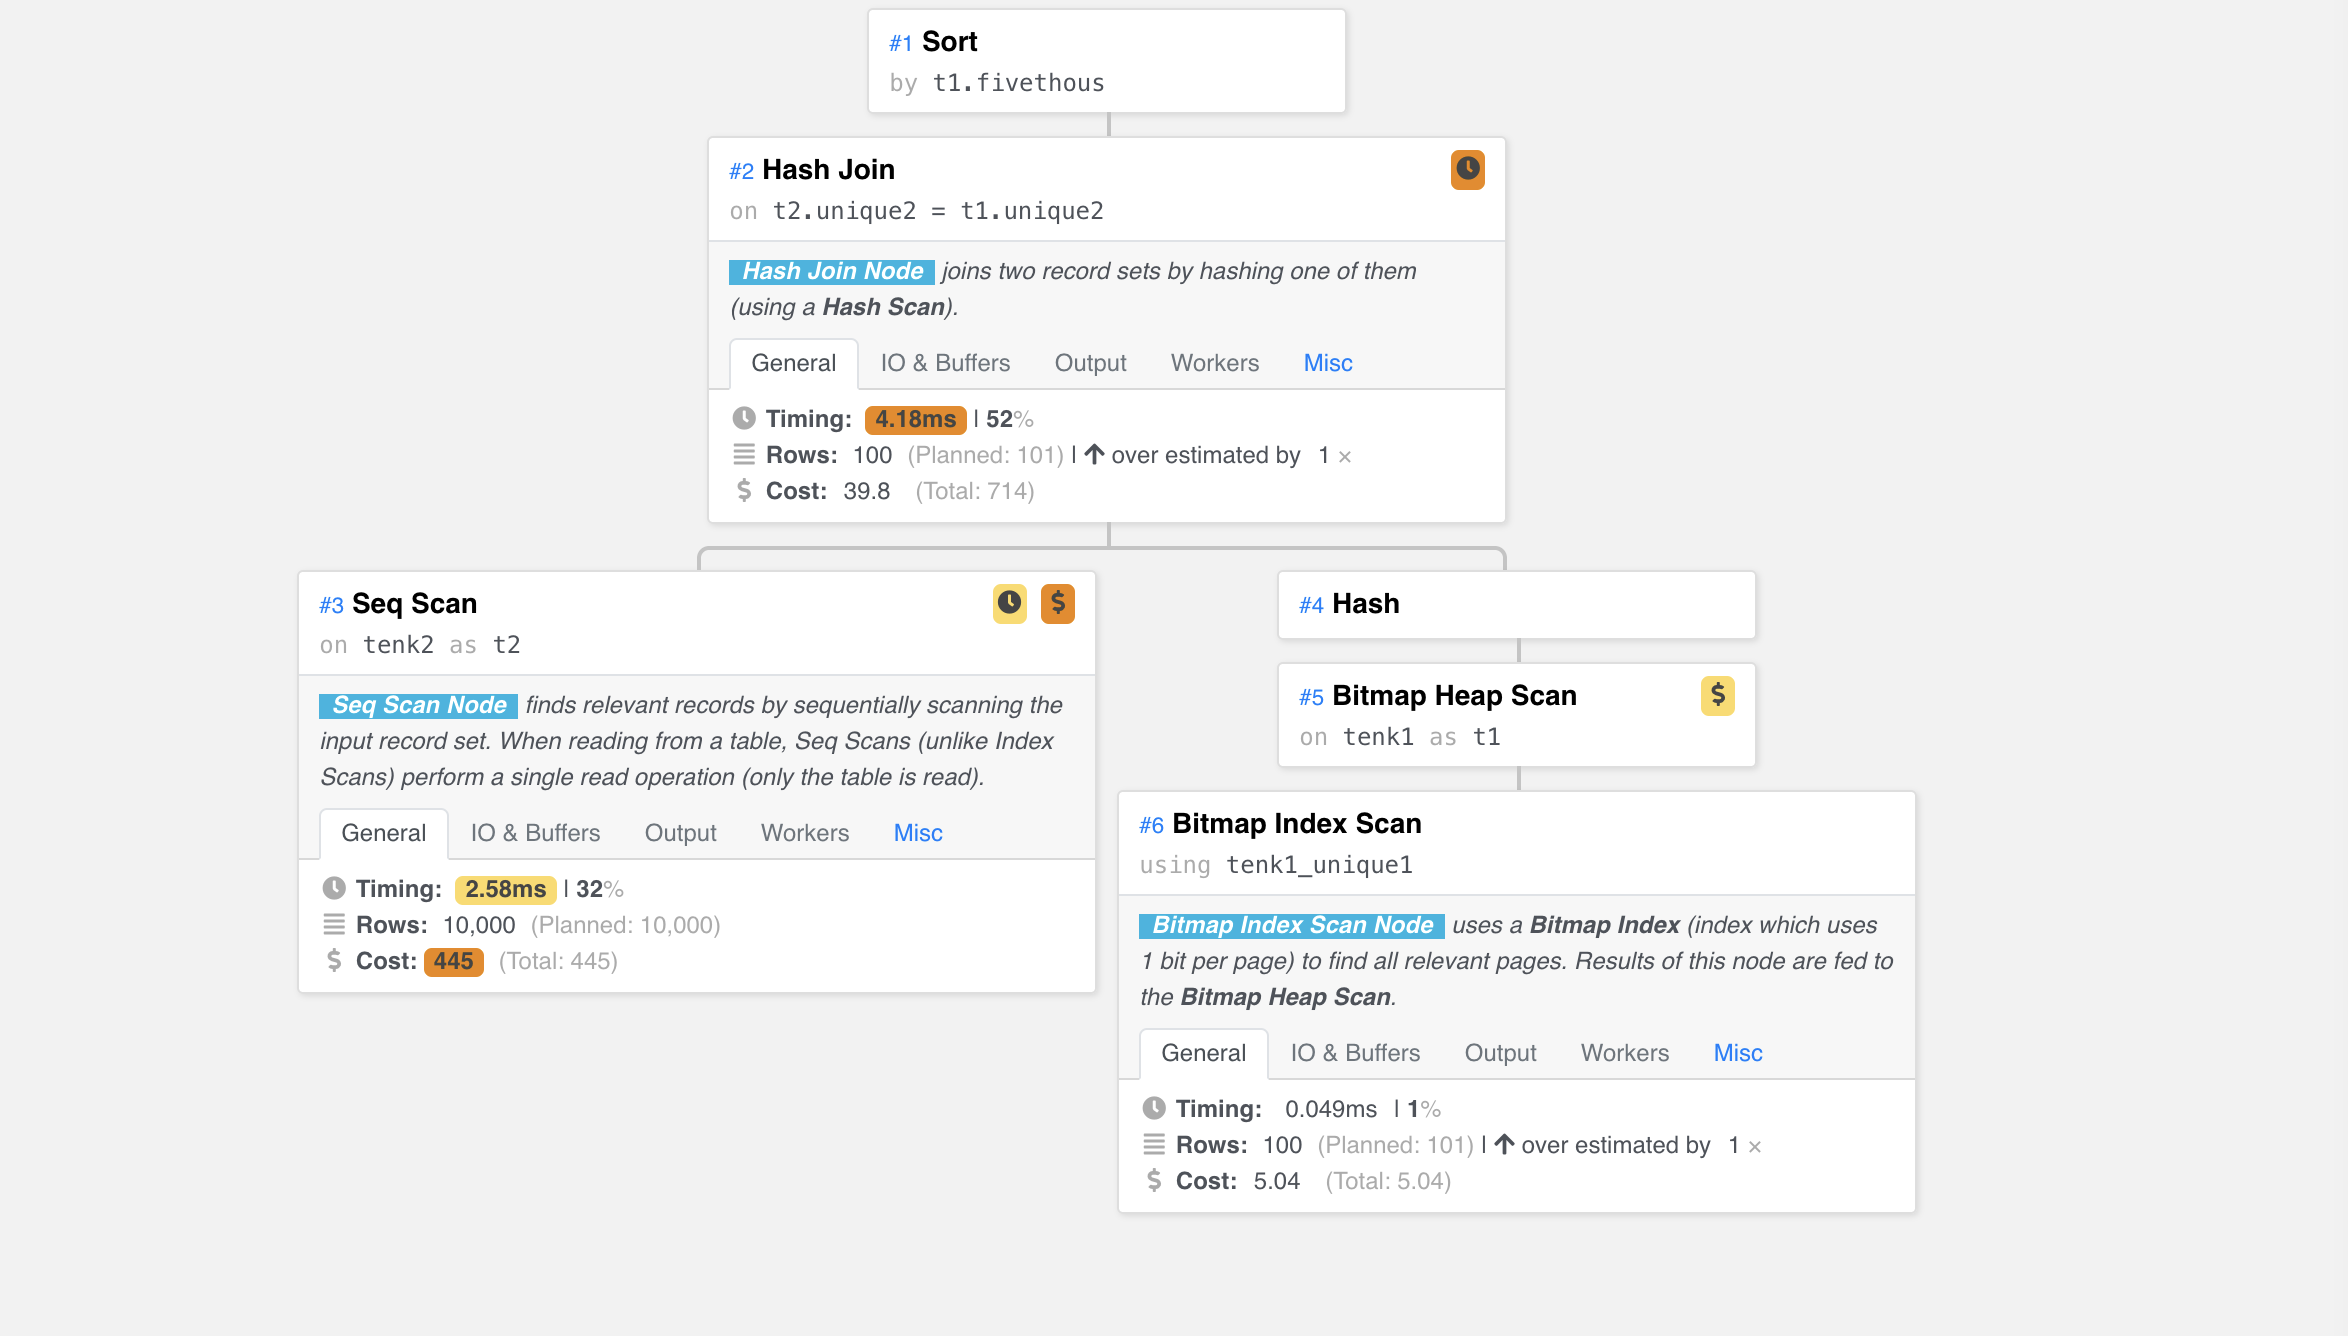 #1 Sort
by t1.fivethous
#2 Hash Join
on t2.unique2 = t1.unique2
Hash Join Node joins two record sets by hashing one of them
(using a Hash Scan).
General IO & Buffers Output Workers Misc
Timing: 4.18ms | 52%
Rows: 100 (Planned: 101) | over estimated by 1 ×
$ Cost: 39.8 (Total: 714)
#3 Seq Scan $
on tenk2 as t2
Seq Scan Node finds relevant records by sequentially scanning the
input record set. When reading from a table, Seq Scans (unlike Index
Scans) perform a single read operation (only the table is read).
General IO & Buffers Output Workers Misc
Timing: 2.58ms | 32%
Rows: 10,000 (Planned: 10,000)
$ Cost: 445 (Total: 445)
#4 Hash
#5 Bitmap Heap Scan $
on tenk1 as t1
#6 Bitmap Index Scan
using tenk1_unique1
Bitmap Index Scan Node uses a Bitmap Index (index which uses
1 bit per page) to find all relevant pages. Results of this node are fed to
the Bitmap Heap Scan.
General IO & Buffers Output Workers Misc
Timing: 0.049ms | 1%
Rows: 100 (Planned: 101) | over estimated by 1 ×
$ Cost: 5.04 (Total: 5.04)